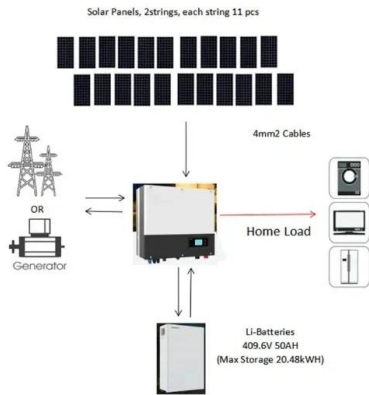 Solar Panels, 2strings, each string 11 pcs
4mm2 Cables
OR
Generator
Home Load
Li-Batteries
409.6V 50AH
(Max Storage 20.48kWH)